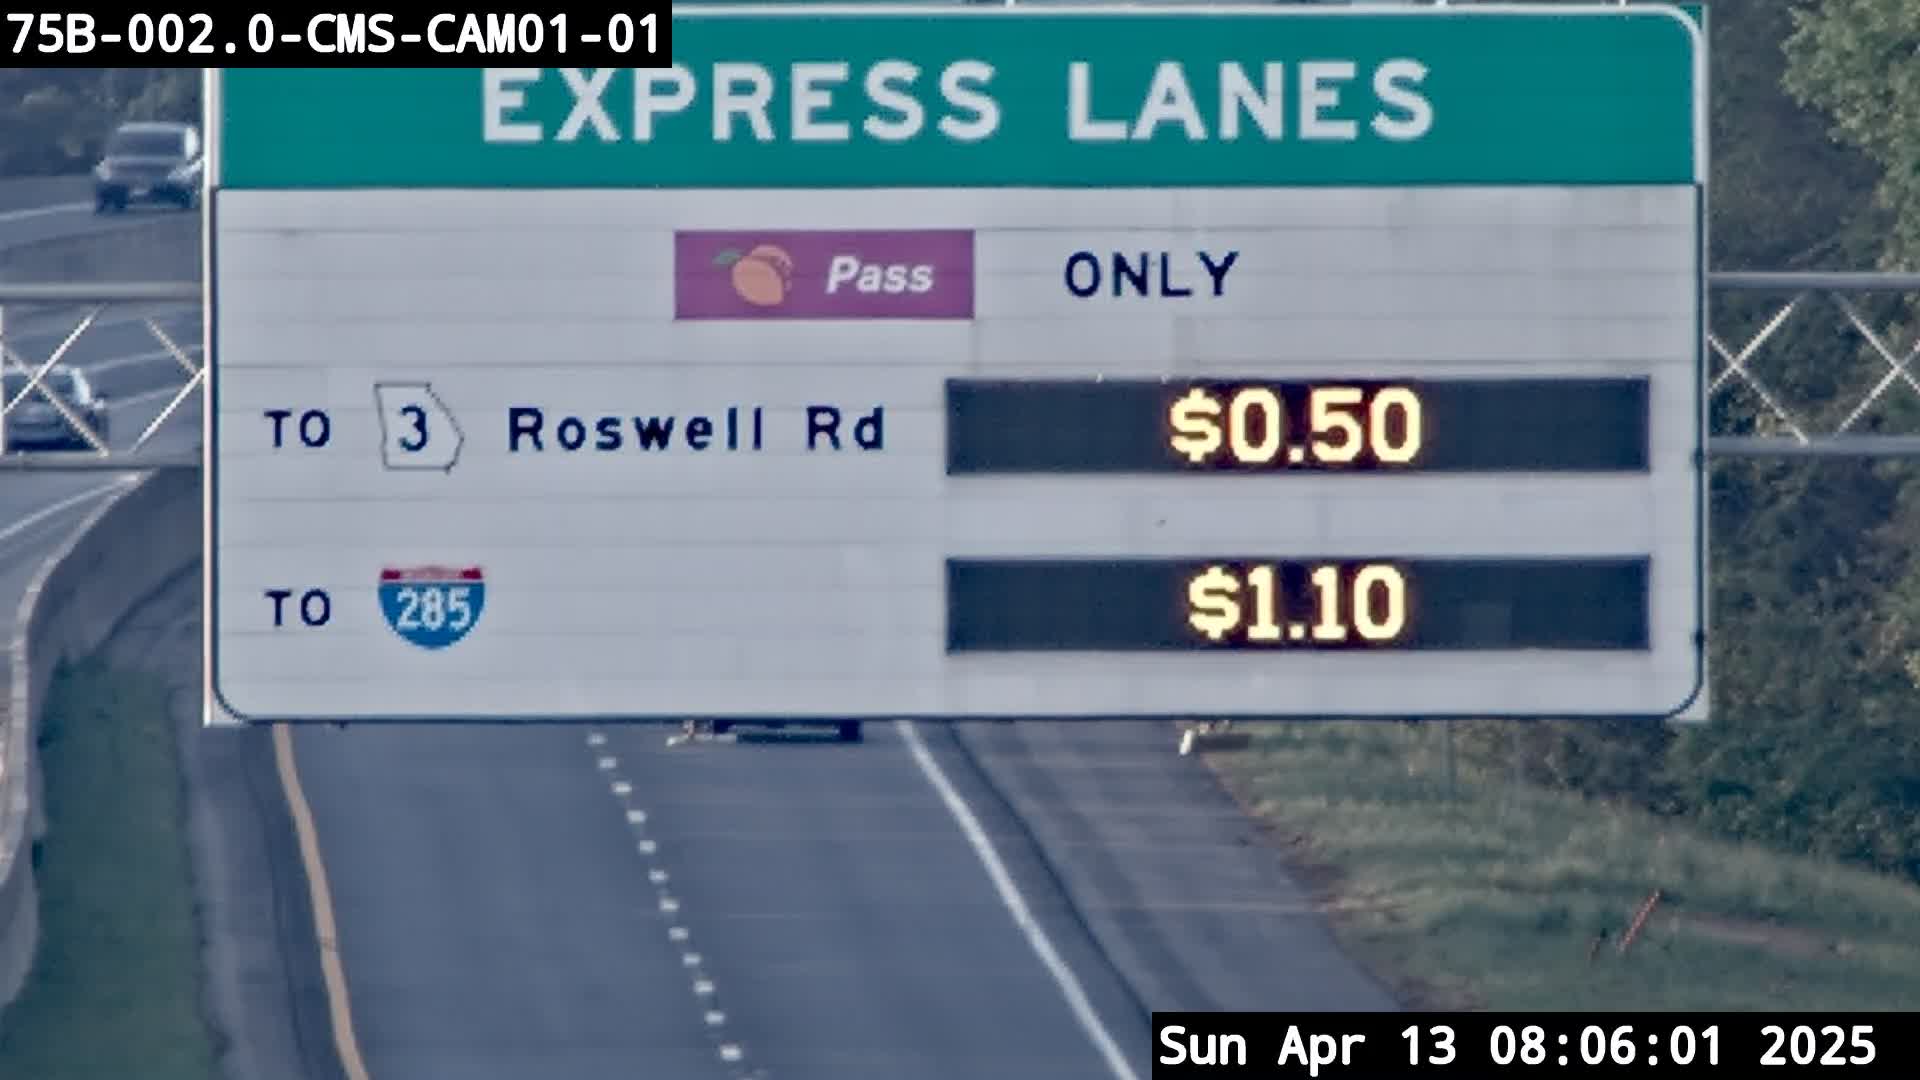 75B-002.0-CMS-CAM01-01
EXPRESS LANES
Pass ONLY
TO 3 Roswell Rd $0.50
TO 285 $1.10
Sun Apr 13 08:06:01 2025